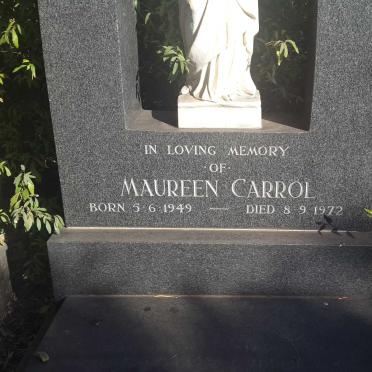 IN LOVING MEMORY
·OF·
MAUREEN CARROL
BORN 5·6·1949 — DIED 8·9·1972